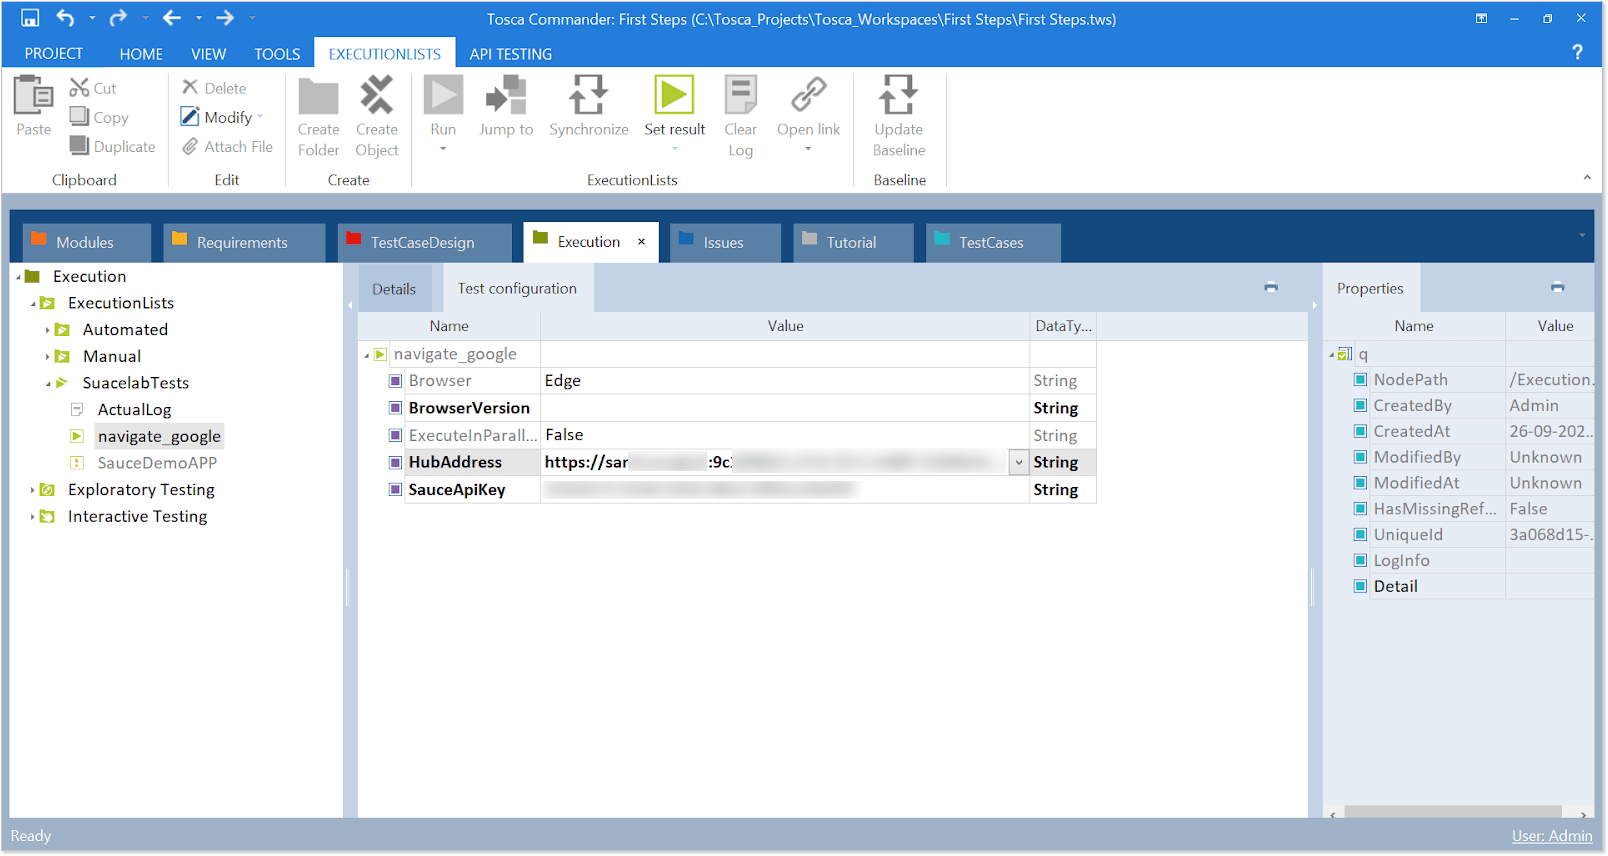 Tosca Commander: First Steps (C:\Tosca_Projects\Tosca_Workspaces\First Steps\First Steps.tws)
PROJECT HOME VIEW TOOLS EXECUTIONLISTS API TESTING ?
Paste
Cut
Copy
Duplicate
Clipboard
Delete
Modify
Attach File
Edit
Create Folder
Create Object
Create
Run
Jump to
Synchronize
Set result
Clear Log
Open link
ExecutionLists
Update Baseline
Baseline
Modules Requirements TestCaseDesign Execution × Issues Tutorial TestCases
Execution
ExecutionLists
Automated
Manual
SuacelabTests
ActualLog
navigate_google
SauceDemoAPP
Exploratory Testing
Interactive Testing
Details Test configuration
Name Value DataTy...
navigate_google
Browser Edge String
BrowserVersion String
ExecuteInParall... False String
HubAddress https://sar :9c String
SauceApiKey String
Properties
Name Value
q
NodePath /Execution.
CreatedBy Admin
CreatedAt 26-09-202...
ModifiedBy Unknown
ModifiedAt Unknown
HasMissingRef... False
UniqueId 3a068d15-.
LogInfo
Detail
Ready
User: Admin